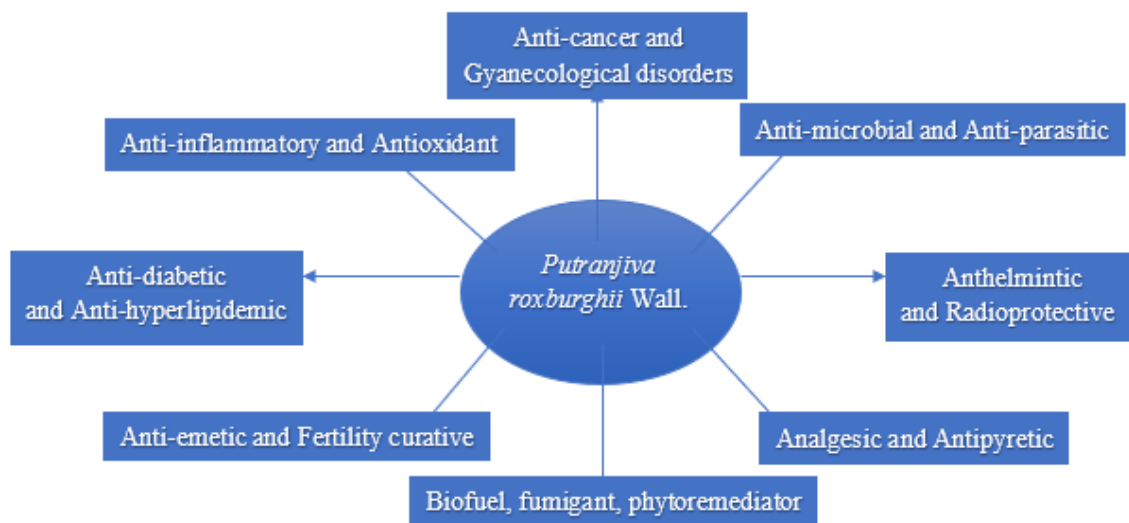 Anti-cancer and
Gyanecological disorders
Anti-inflammatory and Antioxidant
Anti-microbial and Anti-parasitic
Putranjiva
roxburghii Wall.
Anti-diabetic
and Anti-hyperlipidemic
Anthelmintic
and Radioprotective
Anti-emetic and Fertility curative
Analgesic and Antipyretic
Biofuel, fumigant, phytoremediator